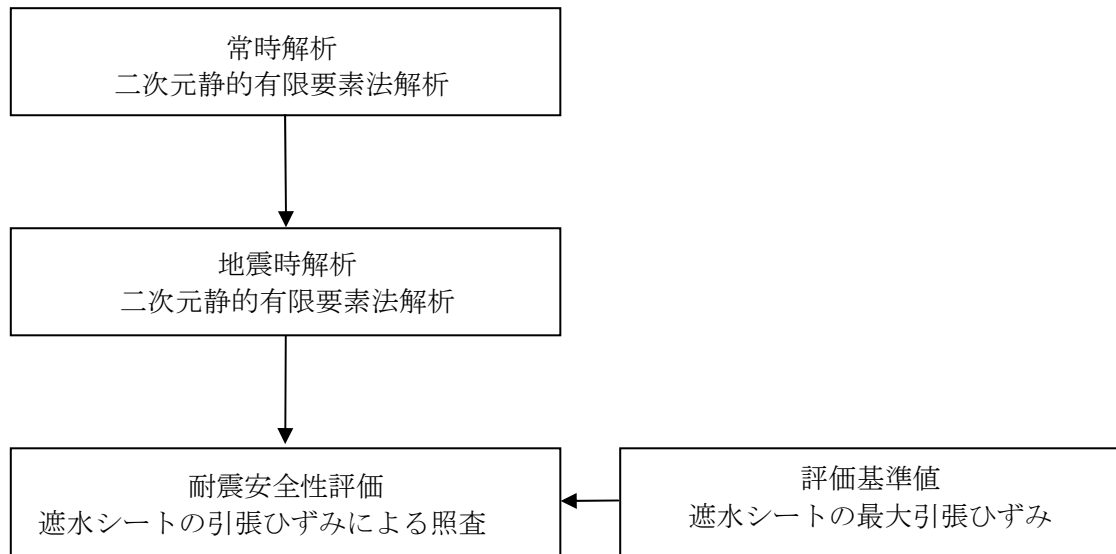 常時解析
二次元静的有限要素法解析
地震時解析
二次元静的有限要素法解析
耐震安全性評価
遮水シートの引張ひずみによる照査
評価基準値
遮水シートの最大引張ひずみ